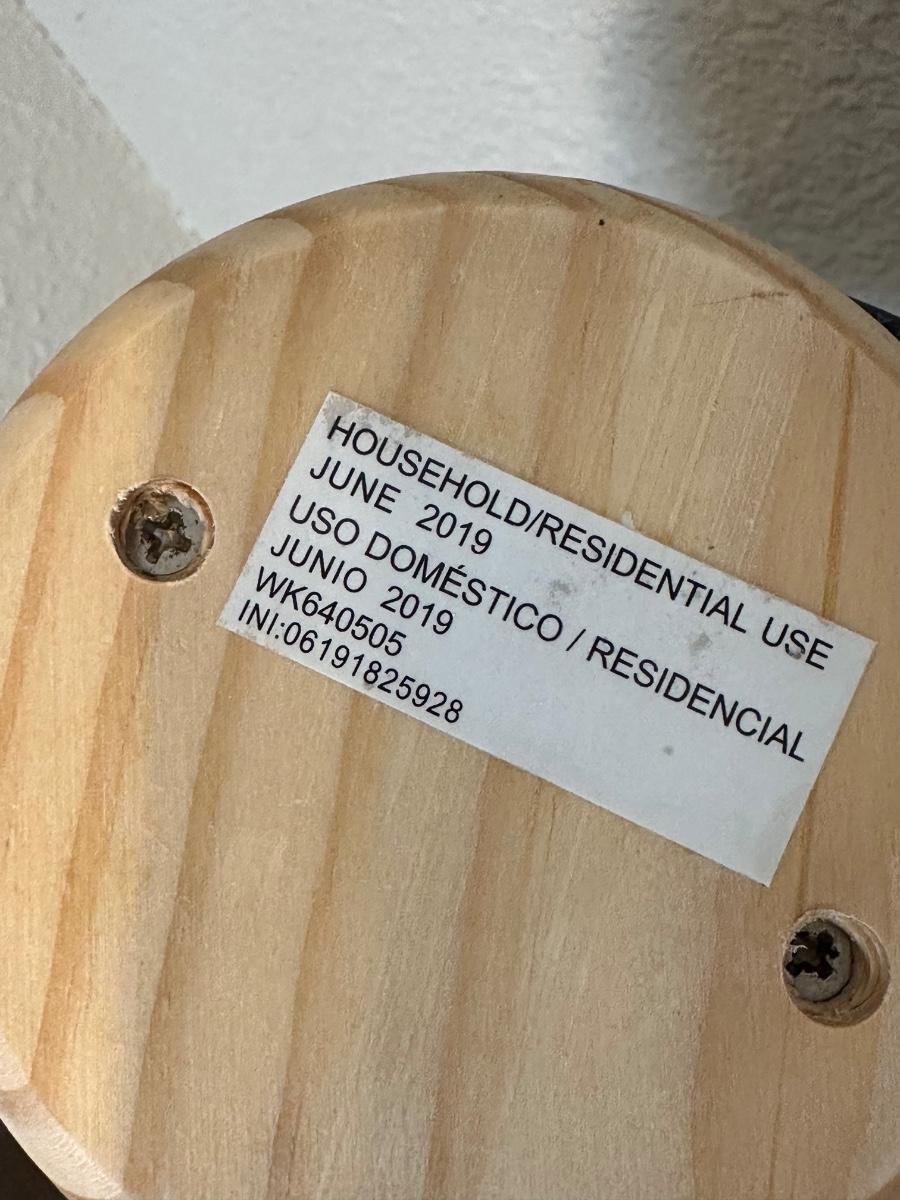 HOUSEHOLD/RESIDENTIAL USE
JUNE 2019
USO DOMÉSTICO / RESIDENCIAL
JUNIO 2019
WK640505
INI:06191825928